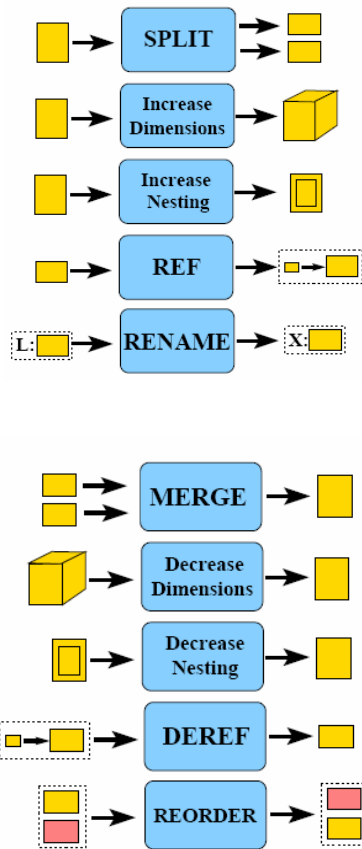 SPLIT
Increase
Dimensions
Increase
Nesting
REF
L:
RENAME
X:
MERGE
Decrease
Dimensions
Decrease
Nesting
DEREF
REORDER